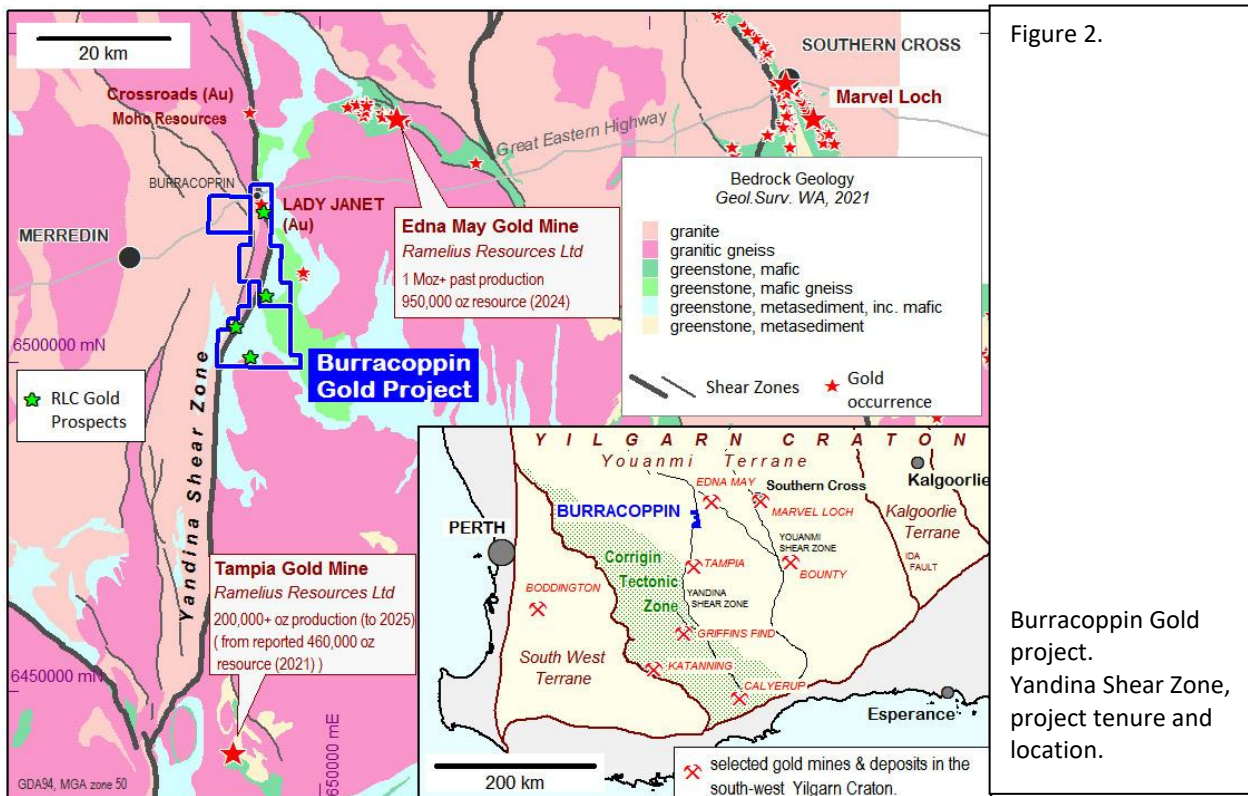 20 km
SOUTHERN CROSS
Crossroads (Au)
Moho Resources
Marvel Loch
Great Eastern Highway
BURRACOPPIN
LADY JANET
(Au)
MERREDIN
Edna May Gold Mine
Ramelius Resources Ltd
1 Moz+ past production
950,000 oz resource (2024)
Bedrock Geology
Geol.Surv. WA, 2021
granite
granitic gneiss
greenstone, mafic
greenstone, mafic gneiss
greenstone, metasediment, inc. mafic
greenstone, metasediment
Shear Zones
Gold
occurrence
6500000 mN
Burracoppin
Gold Project
RLC Gold
Prospects
Yandina Shear Zone
Tampia Gold Mine
Ramelius Resources Ltd
200,000+ oz production (to 2025)
( from reported 460,000 oz
resource (2021) )
6450000 mN
650000 mE
GDA94, MGA zone 50
YILGARN CRATON
Youanmi Terrane
EDNA MAY
Southern Cross
Kalgoorlie
BURRACOPPIN
MARVEL LOCH
PERTH
Kalgoorlie
Terrane
YOUANMI
SHEAR ZONE
Corrigin
Tectonic
Zone
TAMPIA
BOUNTY
IDA
FAULT
BODDINGTON
YANDINA
SHEAR ZONE
GRIFFINS FIND
South West
Terrane
KATANNING
CALYERUP
Esperance
200 km
selected gold mines & deposits in the
south-west Yilgarn Craton.
Figure 2.
Burracoppin Gold
project.
Yandina Shear Zone,
project tenure and
location.